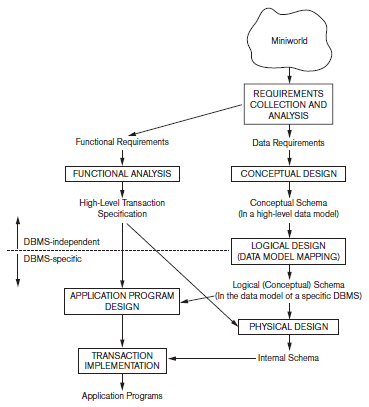 Miniworld
REQUIREMENTS
COLLECTION AND
ANALYSIS
Functional Requirements
Data Requirements
FUNCTIONAL ANALYSIS
CONCEPTUAL DESIGN
High-Level Transaction
Specification
Conceptual Schema
(In a high-level data model)
DBMS-independent
DBMS-specific
LOGICAL DESIGN
(DATA MODEL MAPPING)
Logical (Conceptual) Schema
(In the data model of a specific DBMS)
APPLICATION PROGRAM
DESIGN
PHYSICAL DESIGN
TRANSACTION
IMPLEMENTATION
Internal Schema
Application Programs